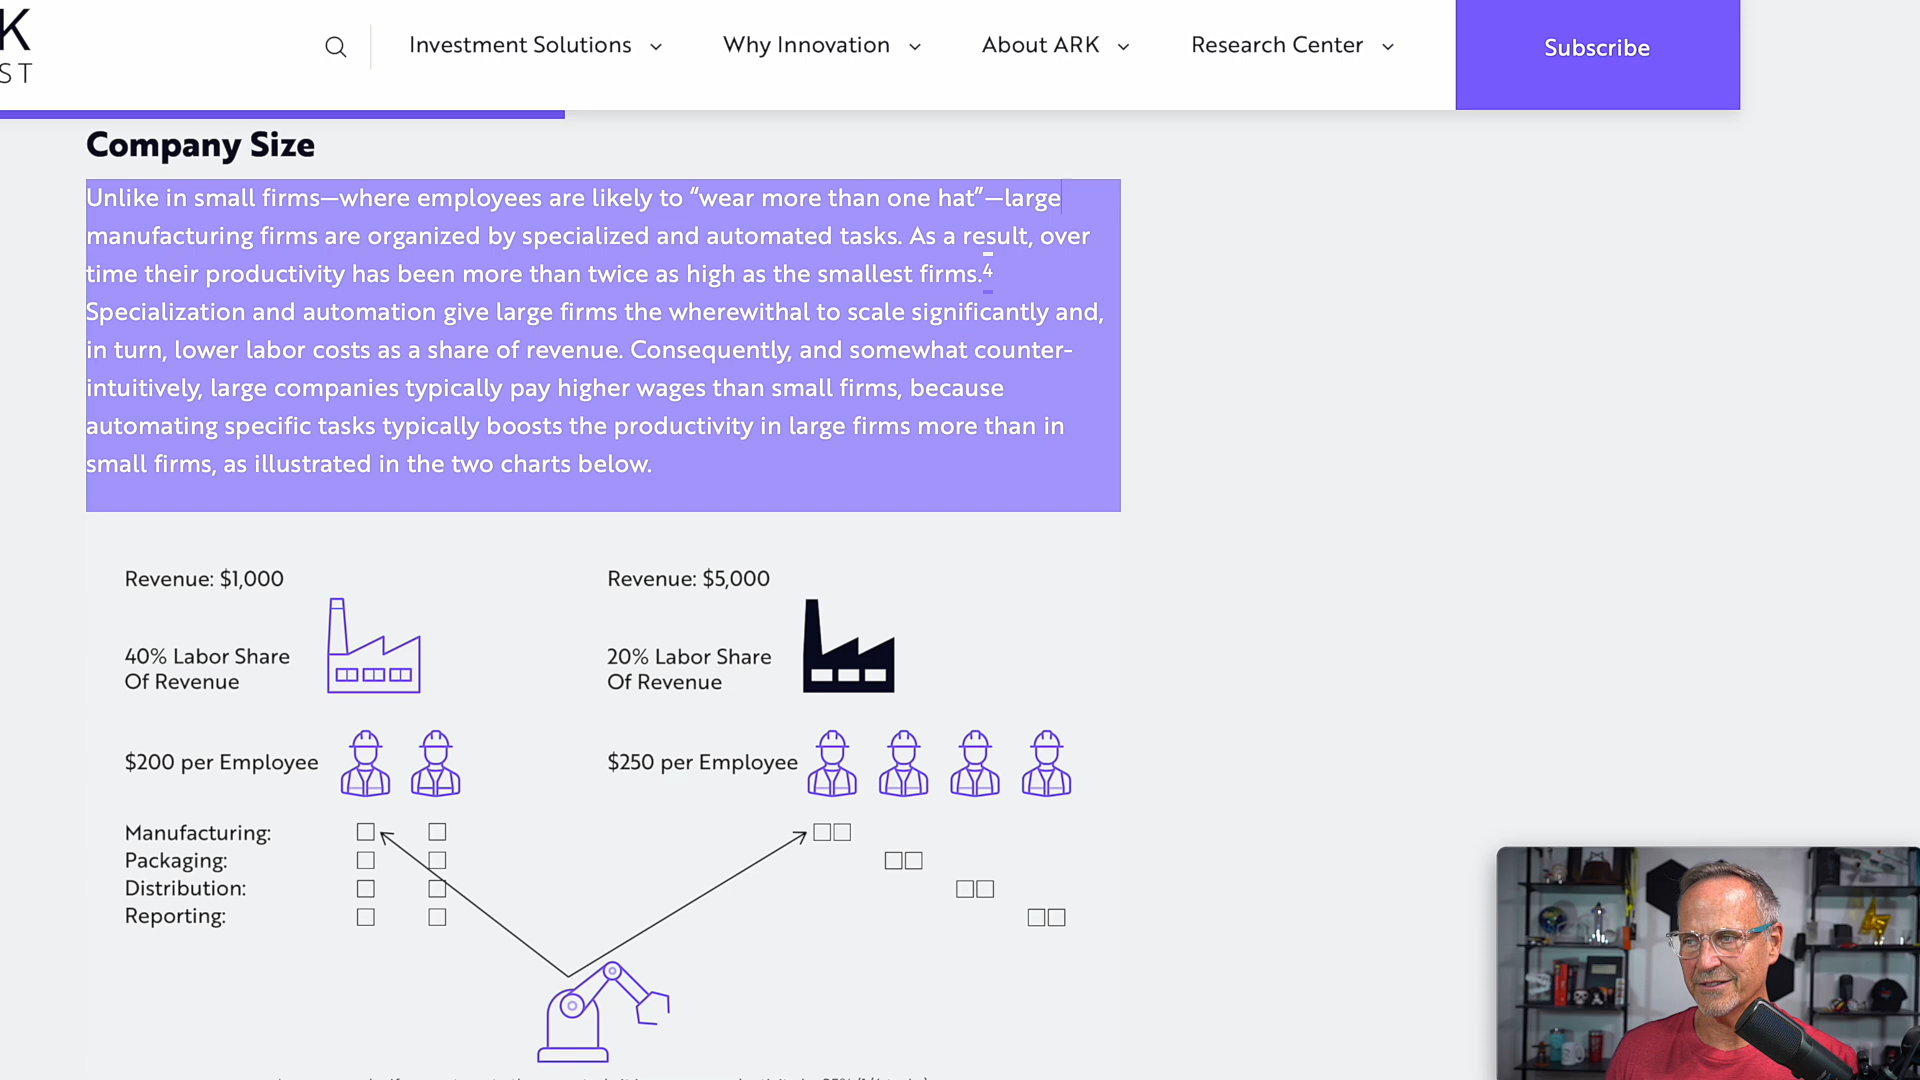 K
ST
Investment Solutions
Why Innovation
About ARK
Research Center
Subscribe
Company Size
Unlike in small firms—where employees are likely to “wear more than one hat”—large
manufacturing firms are organized by specialized and automated tasks. As a result, over
time their productivity has been more than twice as high as the smallest firms.4
Specialization and automation give large firms the wherewithal to scale significantly and,
in turn, lower labor costs as a share of revenue. Consequently, and somewhat counter-
intuitively, large companies typically pay higher wages than small firms, because
automating specific tasks typically boosts the productivity in large firms more than in
small firms, as illustrated in the two charts below.
Revenue: $1,000
40% Labor Share
Of Revenue
$200 per Employee
Revenue: $5,000
20% Labor Share
Of Revenue
$250 per Employee
Manufacturing:
Packaging:
Distribution:
Reporting: